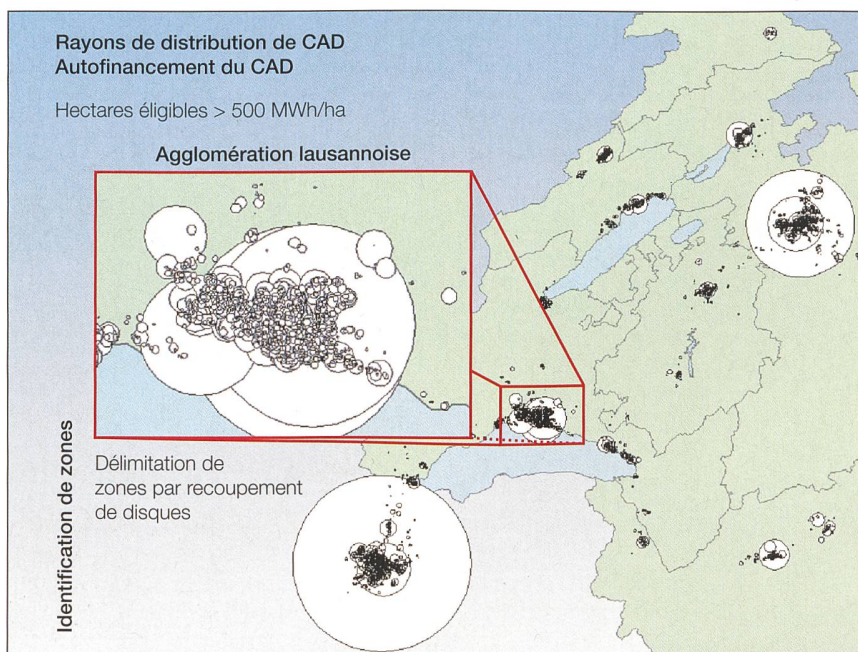 Rayons de distribution de CAD
Autofinancement du CAD
Hectares éligibles > 500 MWh/ha
Agglomération lausannoise
Délimitation de
zones par recoupement
de disques
Identification de zones